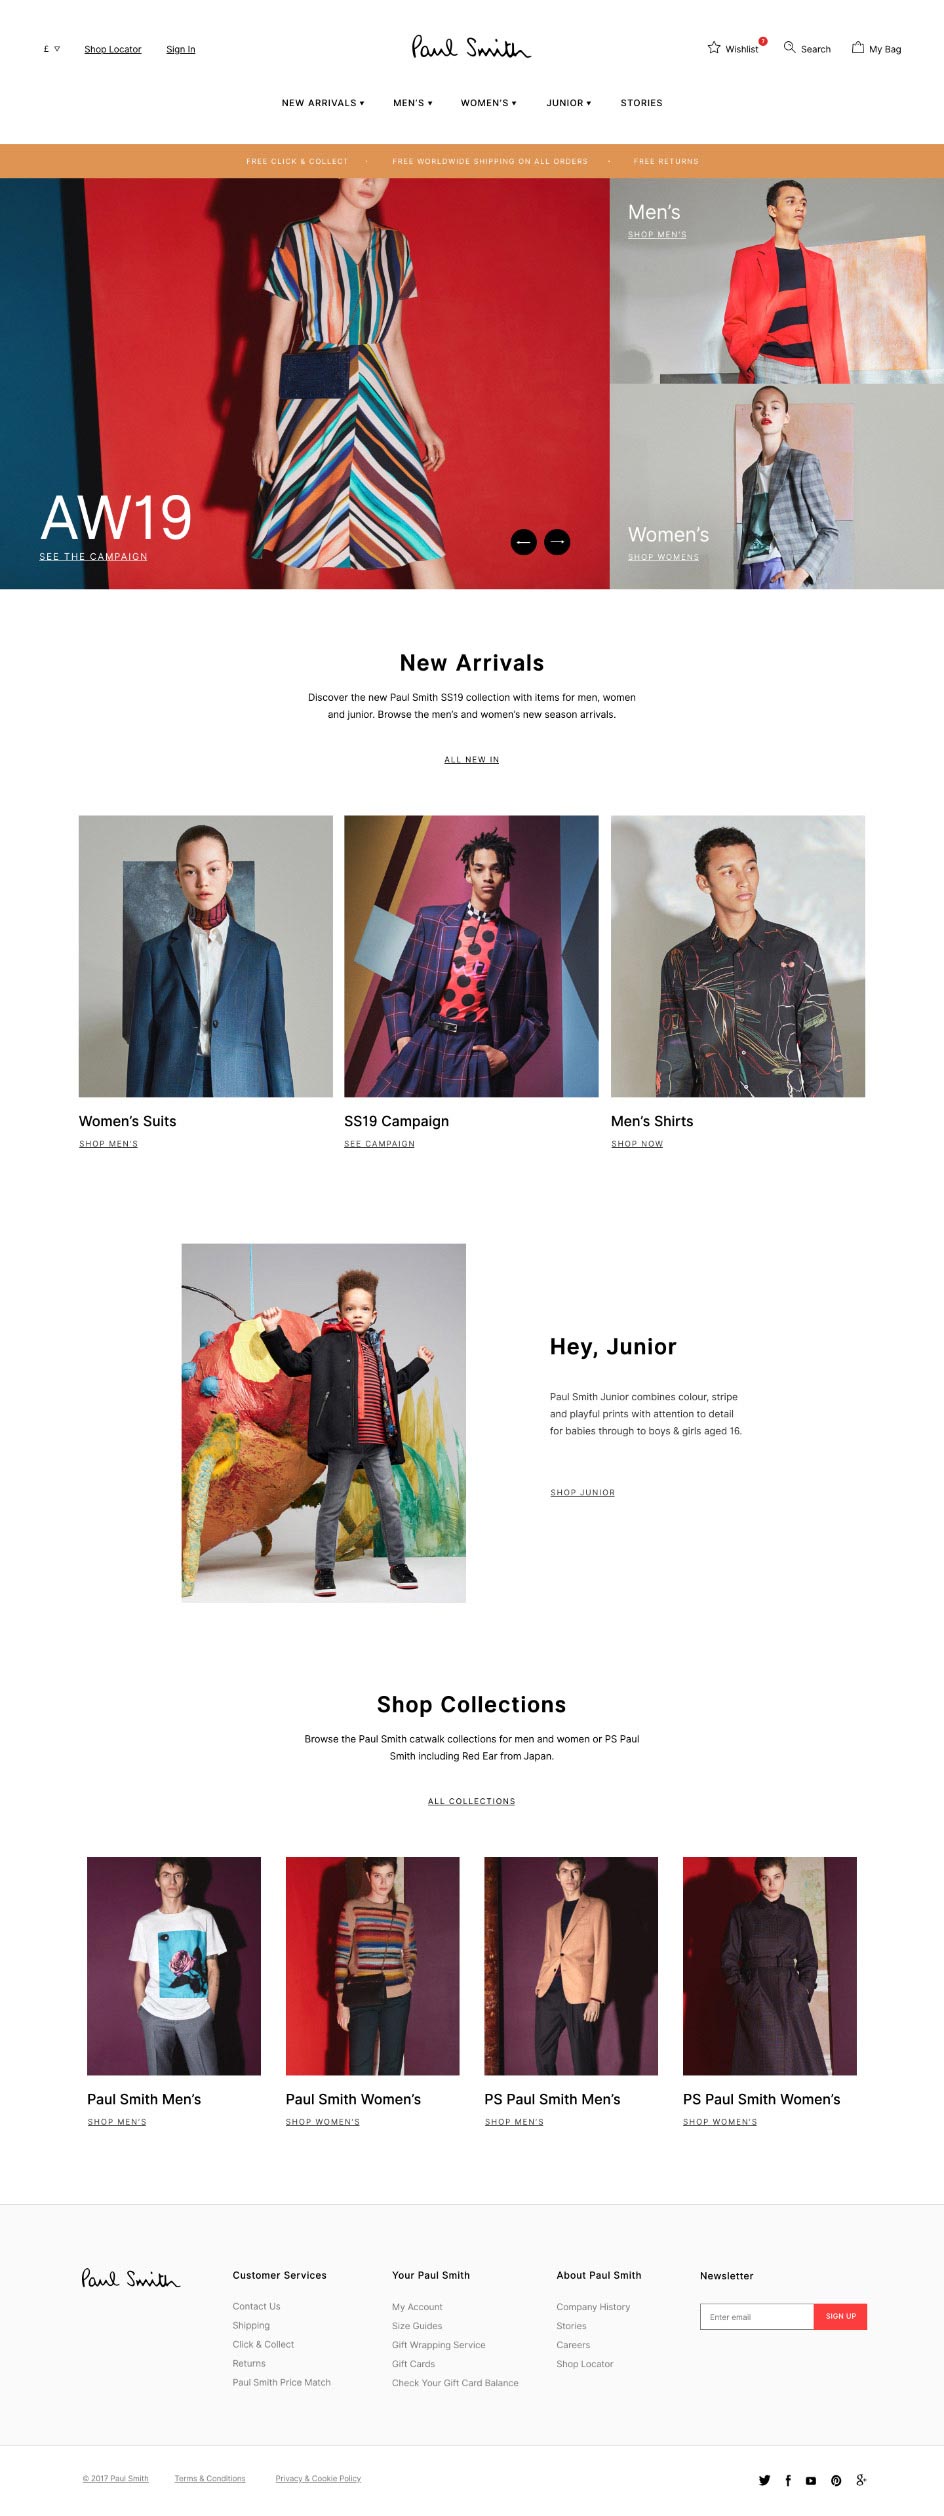 £ Shop Locator Sign In
Paul Smith
Wishlist 7 Search My Bag
NEW ARRIVALS MEN'S WOMEN'S JUNIOR STORIES
FREE CLICK & COLLECT · FREE WORLDWIDE SHIPPING ON ALL ORDERS · FREE RETURNS
AW19
SEE THE CAMPAIGN
Men's
SHOP MEN'S
Women's
SHOP WOMENS
New Arrivals
Discover the new Paul Smith SS19 collection with items for men, women
and junior. Browse the men's and women's new season arrivals.
ALL NEW IN
Women's Suits
SHOP MEN'S
SS19 Campaign
SEE CAMPAIGN
Men's Shirts
SHOP NOW
Hey, Junior
Paul Smith Junior combines colour, stripe
and playful prints with attention to detail
for babies through to boys & girls aged 16.
SHOP JUNIOR
Shop Collections
Browse the Paul Smith catwalk collections for men and women or PS Paul
Smith including Red Ear from Japan.
ALL COLLECTIONS
Paul Smith Men's
SHOP MEN'S
Paul Smith Women's
SHOP WOMEN'S
PS Paul Smith Men's
SHOP MEN'S
PS Paul Smith Women's
SHOP WOMEN'S
Paul Smith
Customer Services
Contact Us
Shipping
Click & Collect
Returns
Paul Smith Price Match
Your Paul Smith
My Account
Size Guides
Gift Wrapping Service
Gift Cards
Check Your Gift Card Balance
About Paul Smith
Company History
Stories
Careers
Shop Locator
Newsletter
Enter email SIGN UP
© 2017 Paul Smith Terms & Conditions Privacy & Cookie Policy